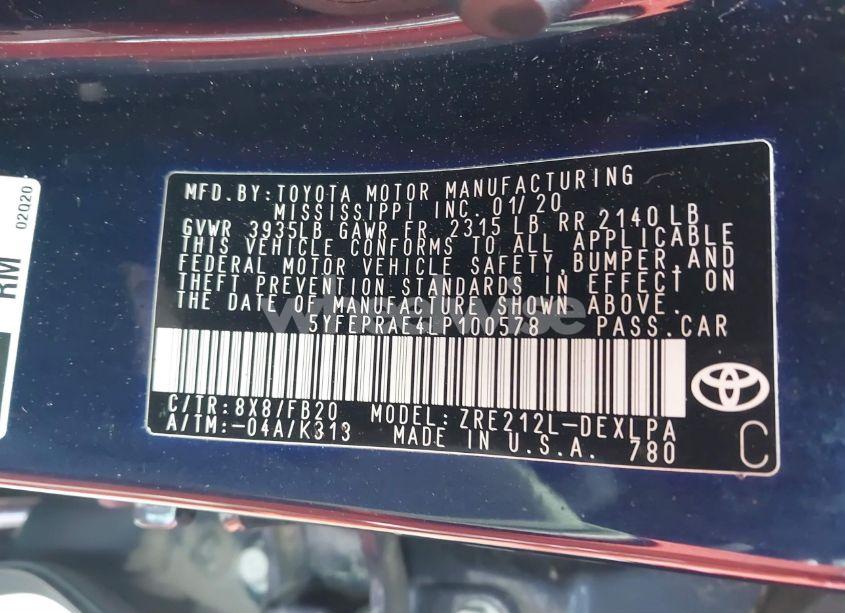 02020
RM
MFD.BY:TOYOTA MOTOR MANUFACTURING
MISSISSIPPI INC. 01/20
GVWR 3935LB GAWR FR 2315 LB RR 2140 LB
THIS VEHICLE CONFORMS TO ALL APPLICABLE
FEDERAL MOTOR VEHICLE SAFETY,BUMPER,AND
THEFT PREVENTION STANDARDS IN EFFECT ON
THE DATE OF MANUFACTURE SHOWN ABOVE.
5YFEPRAE4LP100578 PASS.CAR
C/TR:8X8/FB20 MODEL:ZRE212L-DEXLPA
A/TM:-04A/K313 MADE IN U.S.A. 780
C